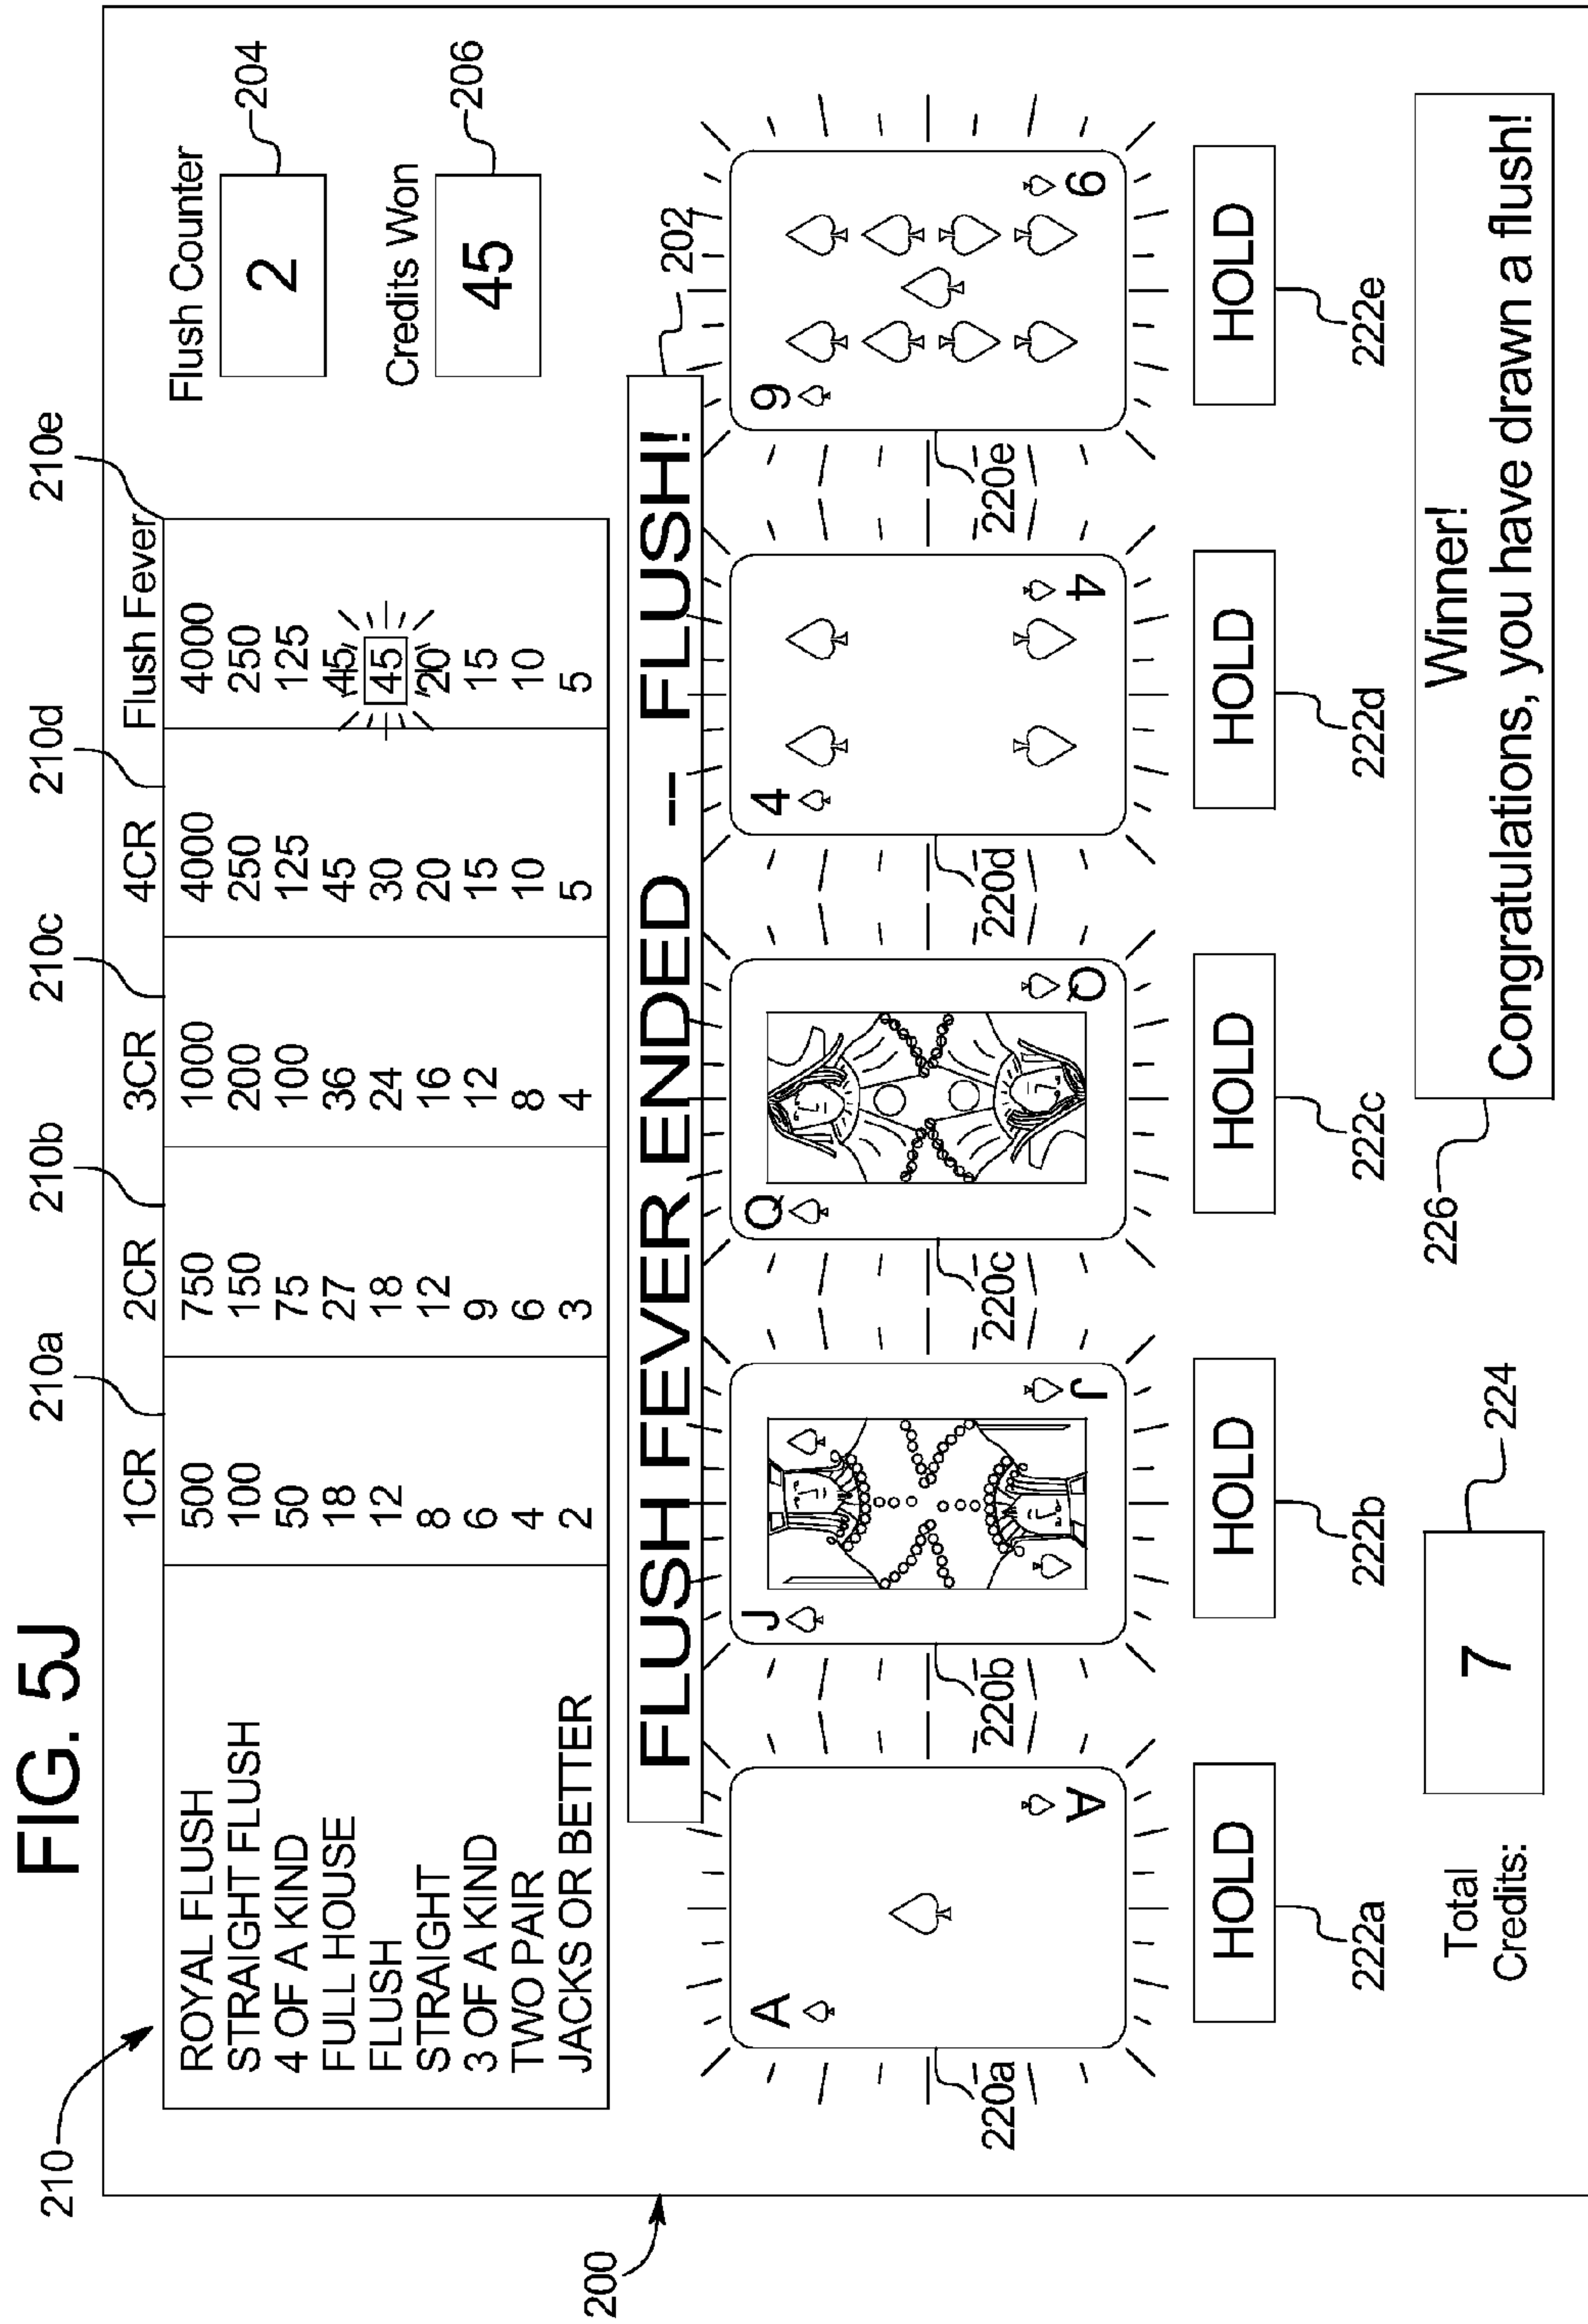 FIG. 5J
210
210a
210b
210c
210d
210e
1CR 2CR 3CR 4CR Flush Fever
ROYAL FLUSH 500 750 1000 4000 4000
STRAIGHT FLUSH 100 150 200 250 250
4 OF A KIND 50 75 100 125 125
FULL HOUSE 18 27 36 45 45
FLUSH 12 18 24 30 45
STRAIGHT 8 12 16 20 20
3 OF A KIND 6 9 12 15 15
TWO PAIR 4 6 8 10 10
JACKS OR BETTER 2 3 4 5 5
Flush Counter
2
204
Credits Won
45
206
200
FLUSH FEVER ENDED -- FLUSH!
202
A
A
J
J
Q
Q
4
4
9
9
220a
220b
220c
220d
220e
HOLD HOLD HOLD HOLD HOLD
222a 222b 222c 222d 222e
Total
Credits:
7
224
226
Winner!
Congratulations, you have drawn a flush!